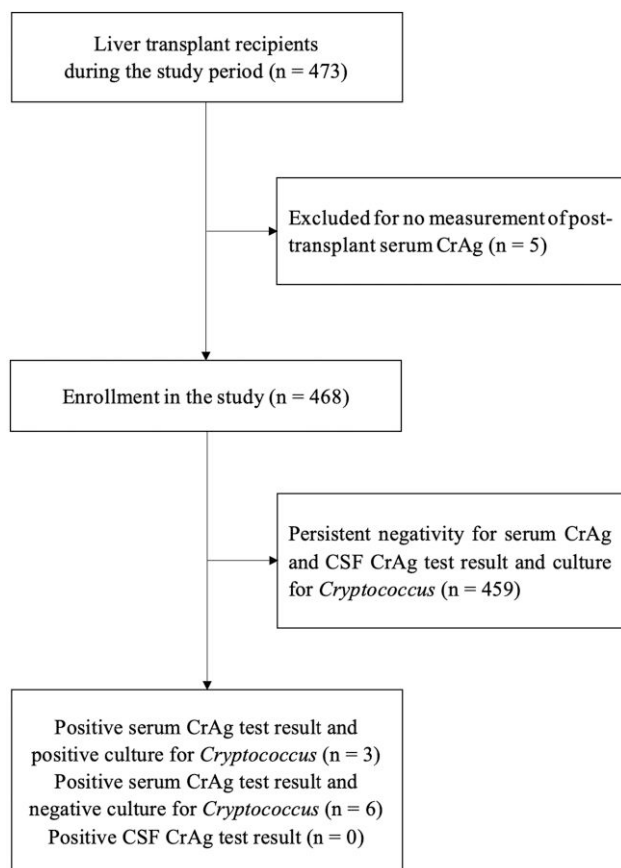 Liver transplant recipients
during the study period (n = 473)
Excluded for no measurement of post-
transplant serum CrAg (n = 5)
Enrollment in the study (n = 468)
Persistent negativity for serum CrAg
and CSF CrAg test result and culture
for Cryptococcus (n = 459)
Positive serum CrAg test result and
positive culture for Cryptococcus (n = 3)
Positive serum CrAg test result and
negative culture for Cryptococcus (n = 6)
Positive CSF CrAg test result (n = 0)